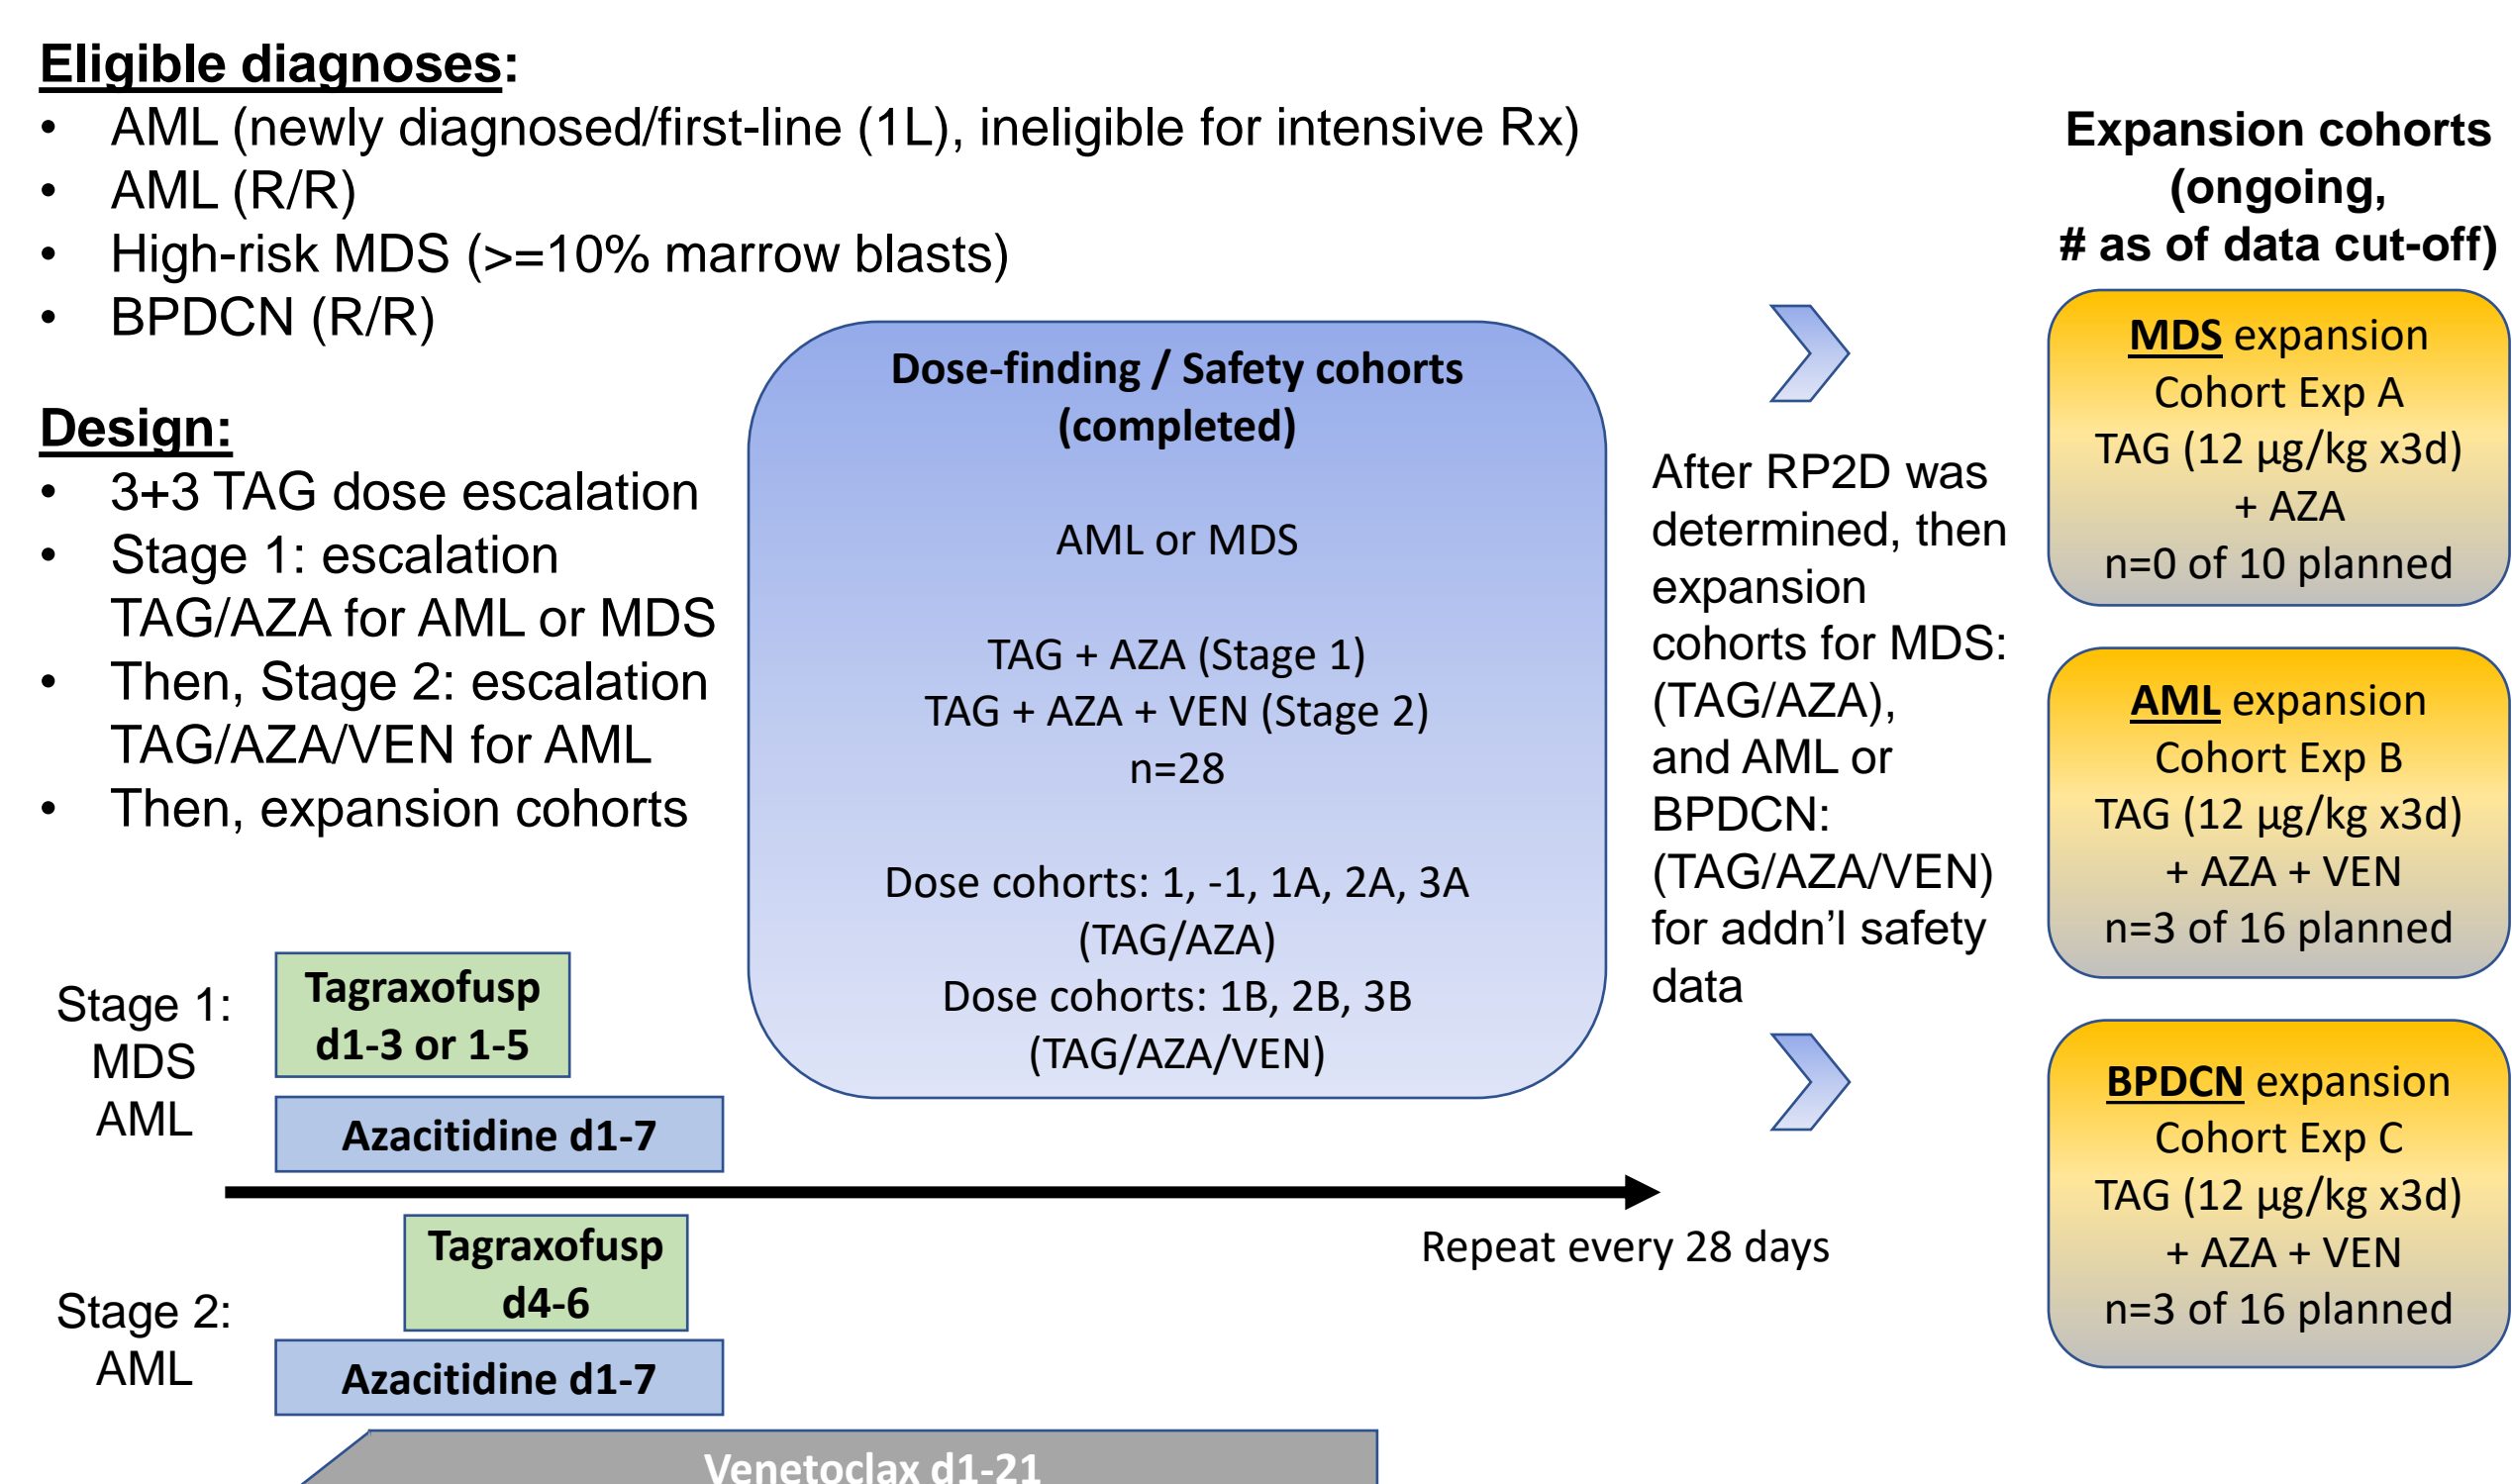 Eligible diagnoses:
• AML (newly diagnosed/first-line (1L), ineligible for intensive Rx)
• AML (R/R)
• High-risk MDS (>=10% marrow blasts)
• BPDCN (R/R)
Design:
• 3+3 TAG dose escalation
• Stage 1: escalation
TAG/AZA for AML or MDS
• Then, Stage 2: escalation
TAG/AZA/VEN for AML
• Then, expansion cohorts
Dose-finding / Safety cohorts
(completed)
AML or MDS
TAG + AZA (Stage 1)
TAG + AZA + VEN (Stage 2)
n=28
Dose cohorts: 1, -1, 1A, 2A, 3A
(TAG/AZA)
Dose cohorts: 1B, 2B, 3B
(TAG/AZA/VEN)
After RP2D was
determined, then
expansion
cohorts for MDS:
(TAG/AZA),
and AML or
BPDCN:
(TAG/AZA/VEN)
for addn’l safety
data
Expansion cohorts
(ongoing,
# as of data cut-off)
MDS expansion
Cohort Exp A
TAG (12 µg/kg x3d)
+ AZA
n=0 of 10 planned
AML expansion
Cohort Exp B
TAG (12 µg/kg x3d)
+ AZA + VEN
n=3 of 16 planned
BPDCN expansion
Cohort Exp C
TAG (12 µg/kg x3d)
+ AZA + VEN
n=3 of 16 planned
Stage 1:
MDS
AML
Tagraxofusp
d1-3 or 1-5
Azacitidine d1-7
Repeat every 28 days
Stage 2:
AML
Tagraxofusp
d4-6
Azacitidine d1-7
Venetoclax d1-21